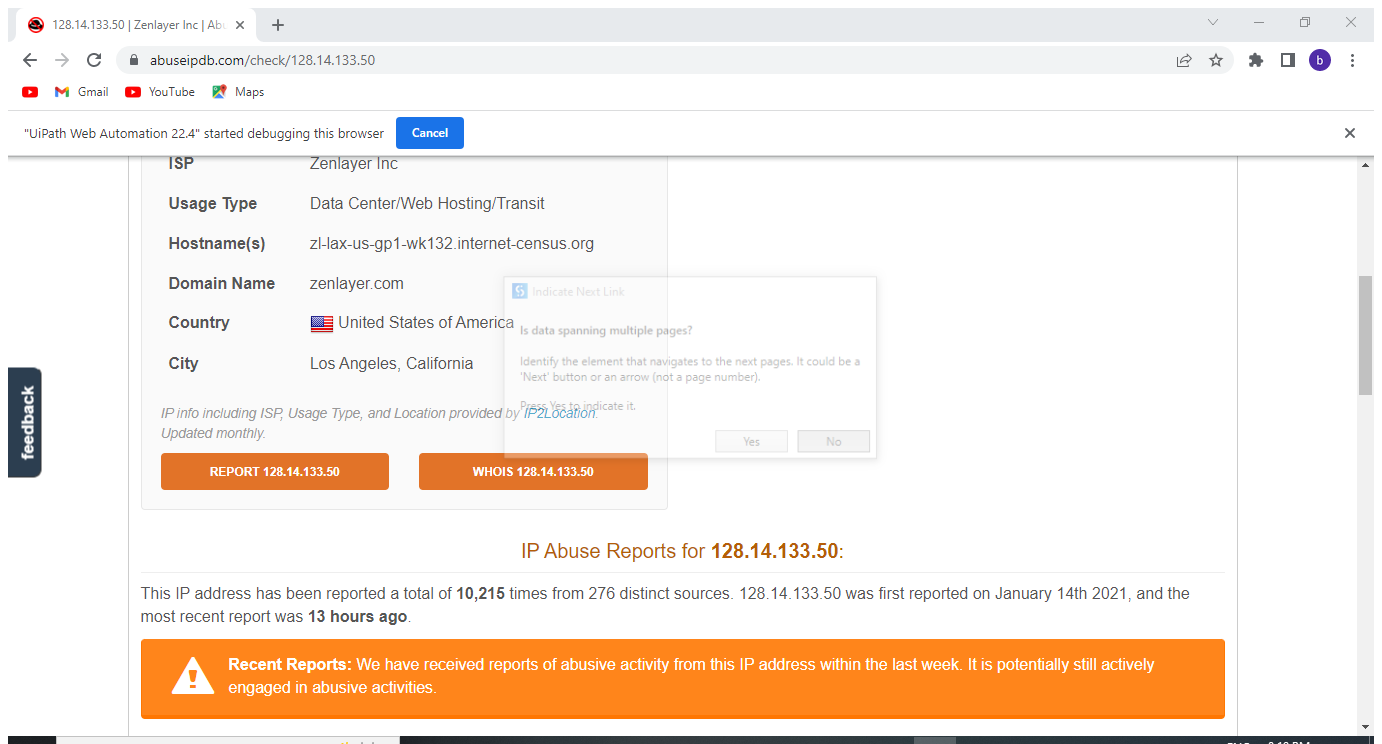 128.14.133.50 | Zenlayer Inc | Abu
abuseipdb.com/check/128.14.133.50
b
Gmail YouTube Maps
"UiPath Web Automation 22.4" started debugging this browser Cancel
ISP Zenlayer Inc
Usage Type Data Center/Web Hosting/Transit
Hostname(s) zl-lax-us-gp1-wk132.internet-census.org
Domain Name zenlayer.com
Country United States of America
City Los Angeles, California
IP info including ISP, Usage Type, and Location provided by IP2Location.
Updated monthly.
REPORT 128.14.133.50 WHOIS 128.14.133.50
Indicate Next Link
Is data spanning multiple pages?
Identify the element that navigates to the next pages. It could be a
'Next' button or an arrow (not a page number).
Press Yes to indicate it.
Yes No
feedback
IP Abuse Reports for 128.14.133.50:
This IP address has been reported a total of 10,215 times from 276 distinct sources. 128.14.133.50 was first reported on January 14th 2021, and the
most recent report was 13 hours ago.
Recent Reports: We have received reports of abusive activity from this IP address within the last week. It is potentially still actively
engaged in abusive activities.